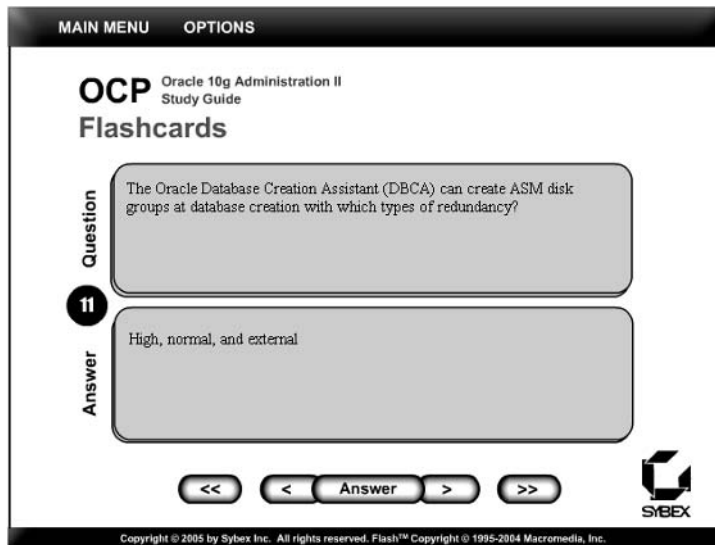 MAIN MENU OPTIONS
OCP Oracle 10g Administration II
Study Guide
Flashcards
Question
The Oracle Database Creation Assistant (DBCA) can create ASM disk
groups at database creation with which types of redundancy?
11
Answer
High, normal, and external
<< < Answer > >>
SYBEX
Copyright © 2005 by Sybex Inc. All rights reserved. Flash™ Copyright © 1995-2004 Macromedia, Inc.